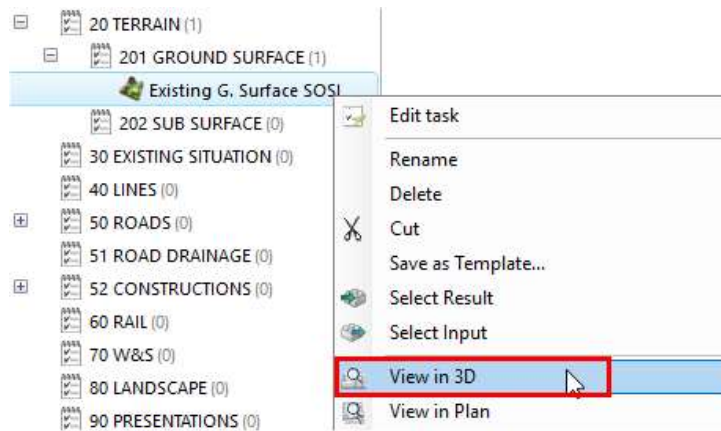 20 TERRAIN (1)
201 GROUND SURFACE (1)
Existing G. Surface SOSI
202 SUB SURFACE (0)
30 EXISTING SITUATION (0)
40 LINES (0)
50 ROADS (0)
51 ROAD DRAINAGE (0)
52 CONSTRUCTIONS (0)
60 RAIL (0)
70 W&S (0)
80 LANDSCAPE (0)
90 PRESENTATIONS (0)
Edit task
Rename
Delete
Cut
Save as Template...
Select Result
Select Input
View in 3D
View in Plan